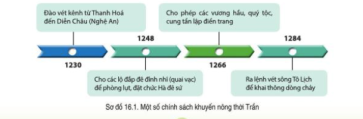 Đào vét kênh từ Thanh Hoá
đến Diễn Châu (Nghệ An)
Cho phép các vương hầu, quý tộc,
cung tần lập điền trang
1248
1284
1230
1266
Cho các lộ đắp đê đỉnh nhĩ (quai vạc)
để phòng lụt, đặt chức Hà đê sứ
Ra lệnh vét sông Tô Lịch
để khai thông dòng chảy
Sơ đồ 16.1. Một số chính sách khuyến nông thời Trần